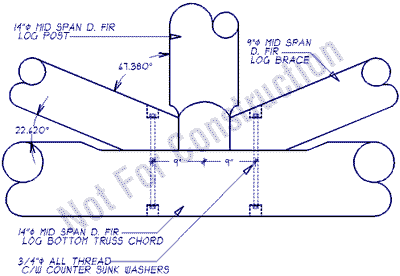 14"ϕ MID SPAN D. FIR
LOG POST
9"ϕ MID SPAN
D. FIR
LOG BRACE
67.380°
22.620°
9"
9"
Not For Construction
14"ϕ MID SPAN D. FIR
LOG BOTTOM TRUSS CHORD
3/4"ϕ ALL THREAD
C/W COUNTER SUNK WASHERS